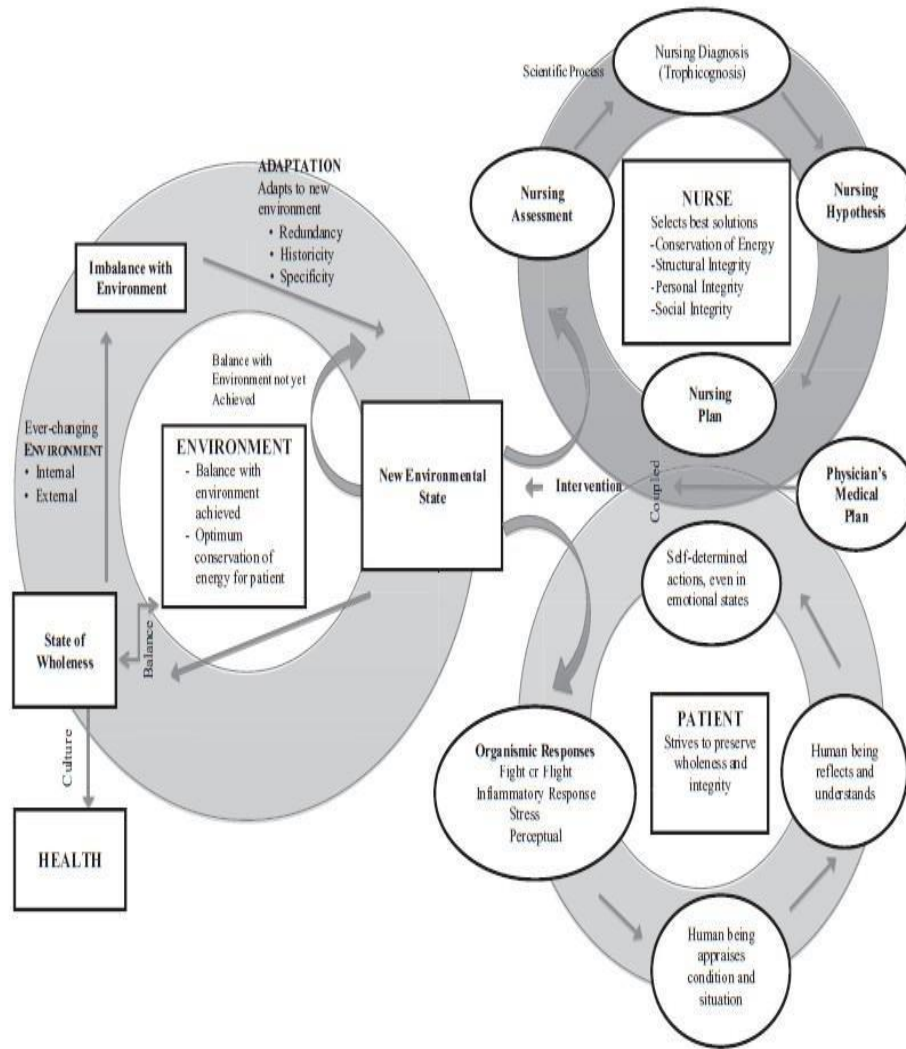 Nursing Diagnosis
(Trophicognosis)
Scientific Process
Nursing
Assessment
NURSE
Selects best solutions
-Conservation of Energy
-Structural Integrity
-Personal Integrity
-Social Integrity
Nursing
Hypothesis
Nursing
Plan
ADAPTATION
Adapts to new
environment
• Redundancy
• Historicity
• Specificity
Imbalance with
Environment
Balance with
Environment not yet
Achieved
Ever-changing
ENVIRONMENT
• Internal
• External
ENVIRONMENT
- Balance with
environment
achieved
- Optimum
conservation of
energy for patient
New Environmental
State
Intervention
Coupled
Physician's
Medical
Plan
State of
Wholeness
Balance
Culture
HEALTH
Self-determined
actions, even in
emotional states
PATIENT
Strives to preserve
wholeness and
integrity
Organismic Responses
Fight or Flight
Inflammatory Response
Stress
Perceptual
Human being
reflects and
understands
Human being
appraises
condition and
situation